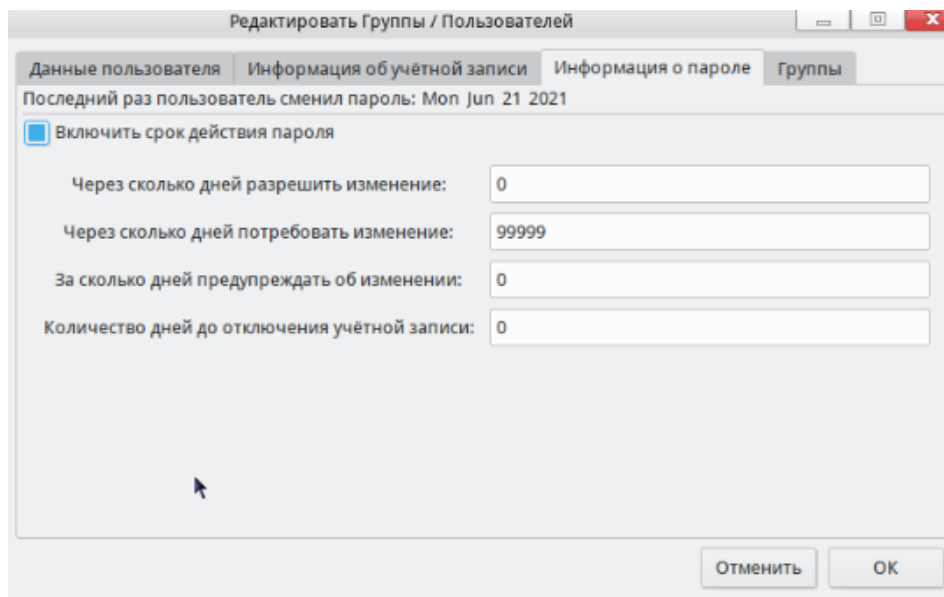 Редактировать Группы / Пользователей
Данные пользователя Информация об учётной записи Информация о пароле Группы
Последний раз пользователь сменил пароль: Mon Jun 21 2021
Включить срок действия пароля
Через сколько дней разрешить изменение: 0
Через сколько дней потребовать изменение: 99999
За сколько дней предупреждать об изменении: 0
Количество дней до отключения учётной записи: 0
Отменить ОК